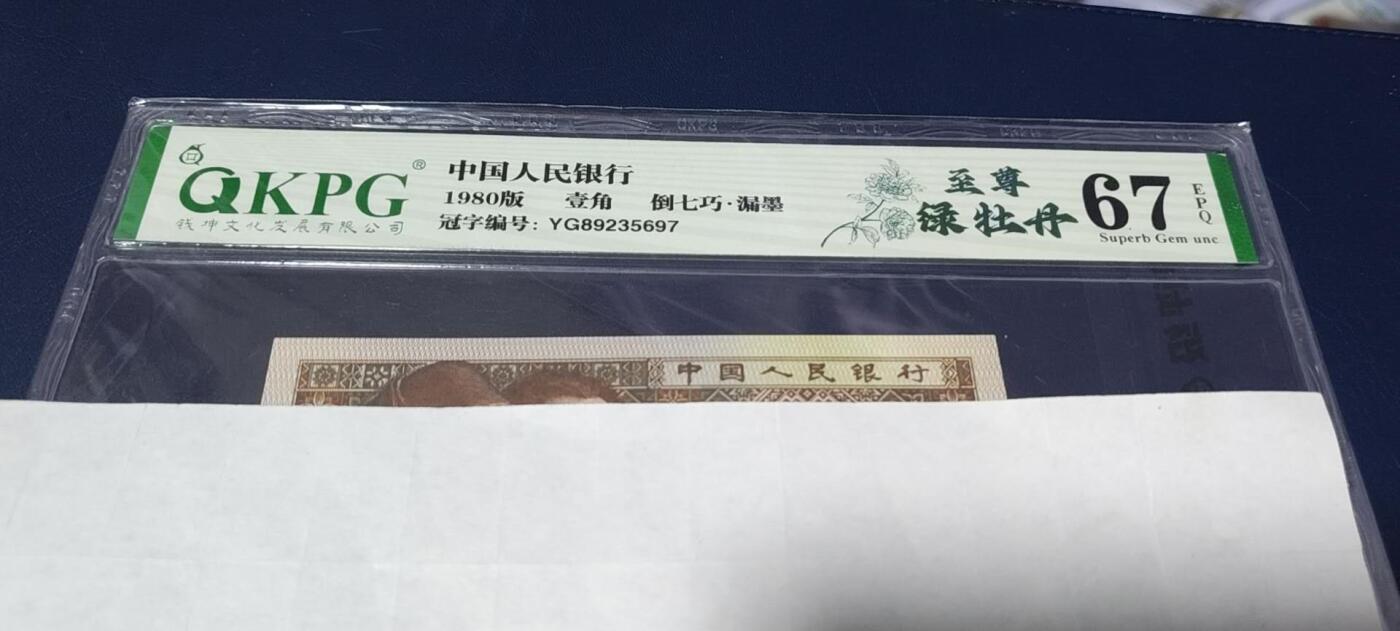 QKPG®
钱坤文化发展有限公司
中国人民银行
1980版 壹角 倒七巧·漏墨
冠字编号: YG89235697
至尊
绿牡丹
67
EPQ
Superb Gem unc
中国人民银行